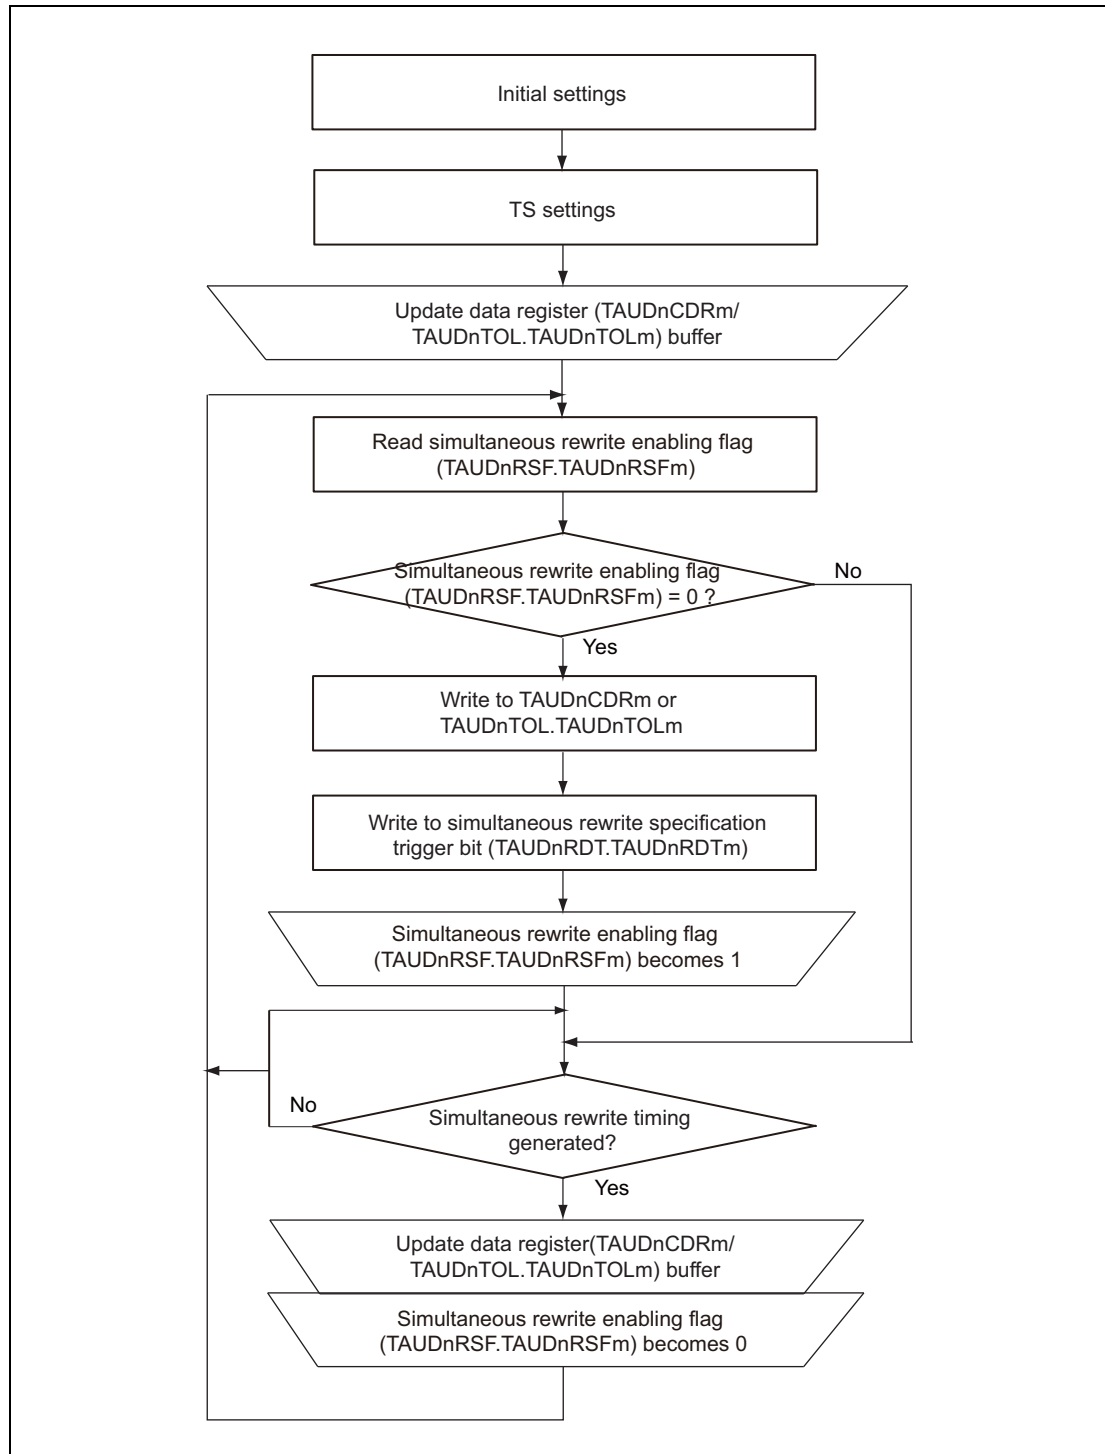 Initial settings
TS settings
Update data register (TAUDnCDRm/
TAUDnTOL.TAUDnTOLm) buffer
Read simultaneous rewrite enabling flag
(TAUDnRSF.TAUDnRSFm)
Simultaneous rewrite enabling flag
(TAUDnRSF.TAUDnRSFm) = 0 ?
No
Yes
Write to TAUDnCDRm or
TAUDnTOL.TAUDnTOLm
Write to simultaneous rewrite specification
trigger bit (TAUDnRDT.TAUDnRDTm)
Simultaneous rewrite enabling flag
(TAUDnRSF.TAUDnRSFm) becomes 1
No
Simultaneous rewrite timing
generated?
Yes
Update data register(TAUDnCDRm/
TAUDnTOL.TAUDnTOLm) buffer
Simultaneous rewrite enabling flag
(TAUDnRSF.TAUDnRSFm) becomes 0